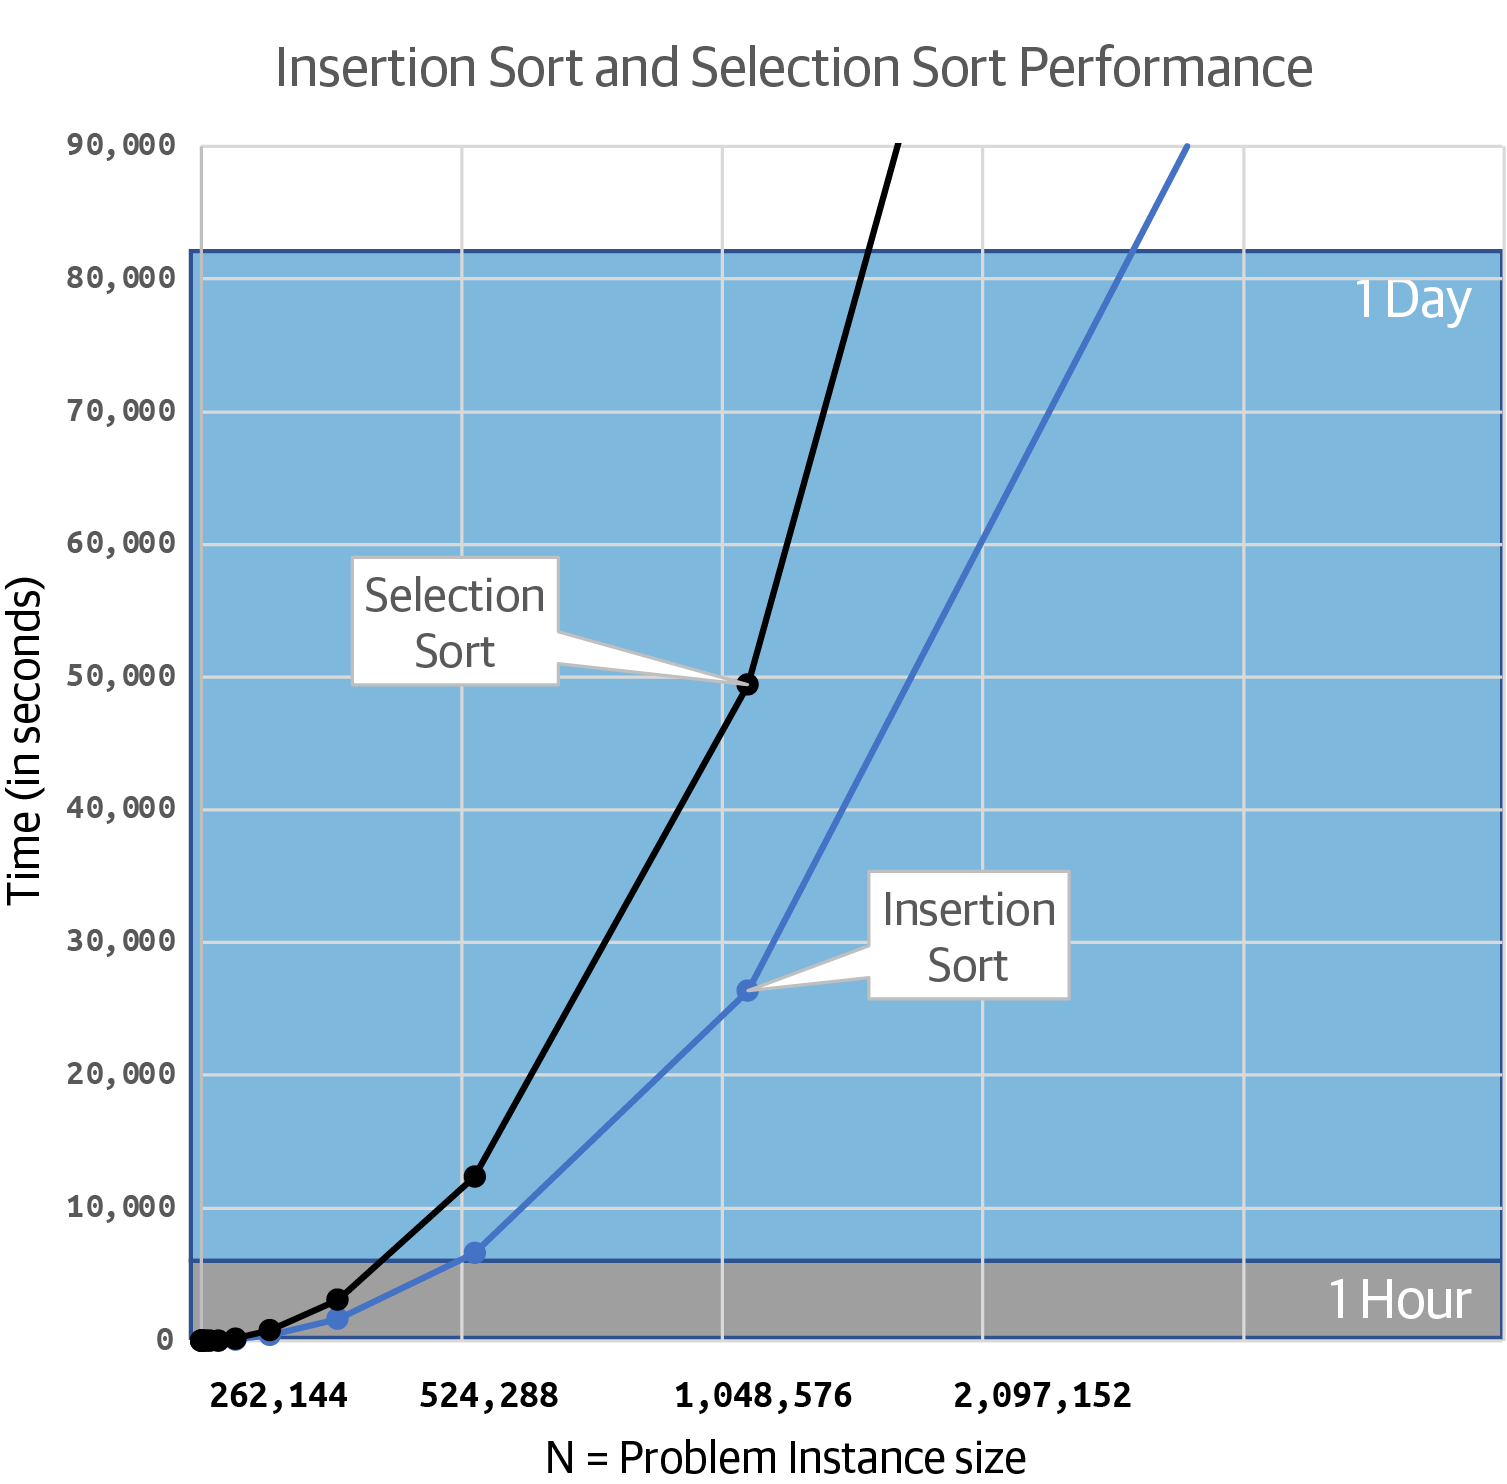 Insertion Sort and Selection Sort Performance
90,000
80,000
70,000
60,000
50,000
40,000
30,000
20,000
10,000
0
Time (in seconds)
1 Day
Selection
Sort
Insertion
Sort
1 Hour
262,144
524,288
1,048,576
2,097,152
N = Problem Instance size